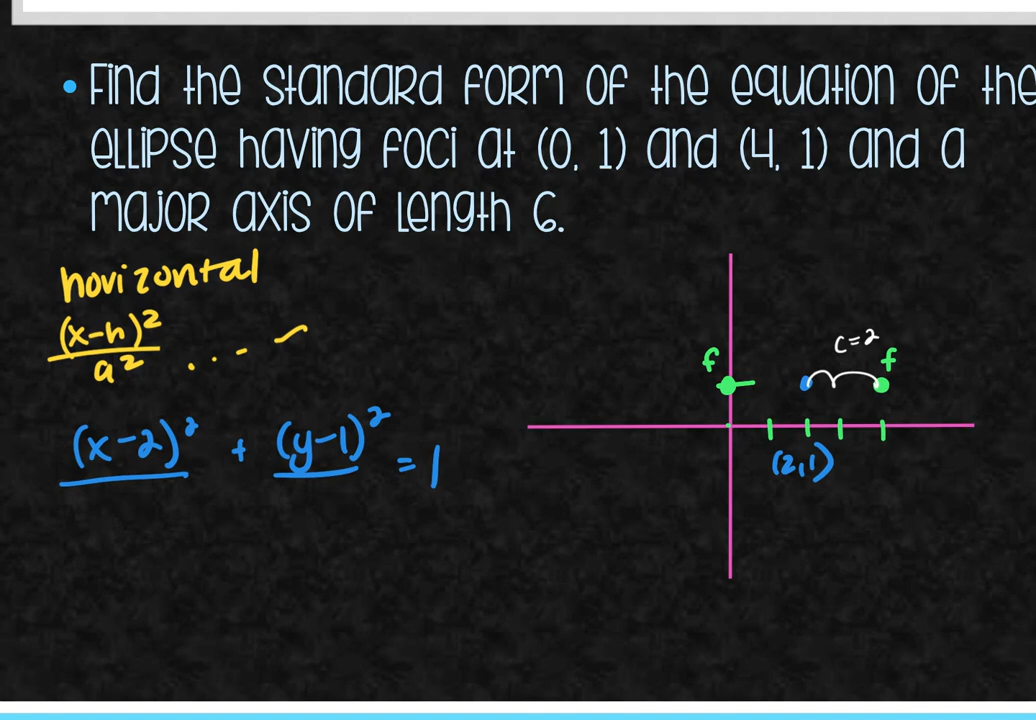 • Find the standard form of the equation of the
ellipse having foci at (0, 1) and (4, 1) and a
major axis of length 6.
horizontal
(x-h)²
a² ...
(x-2)² + (y-1)² = 1
c=2
f f
(2,1)